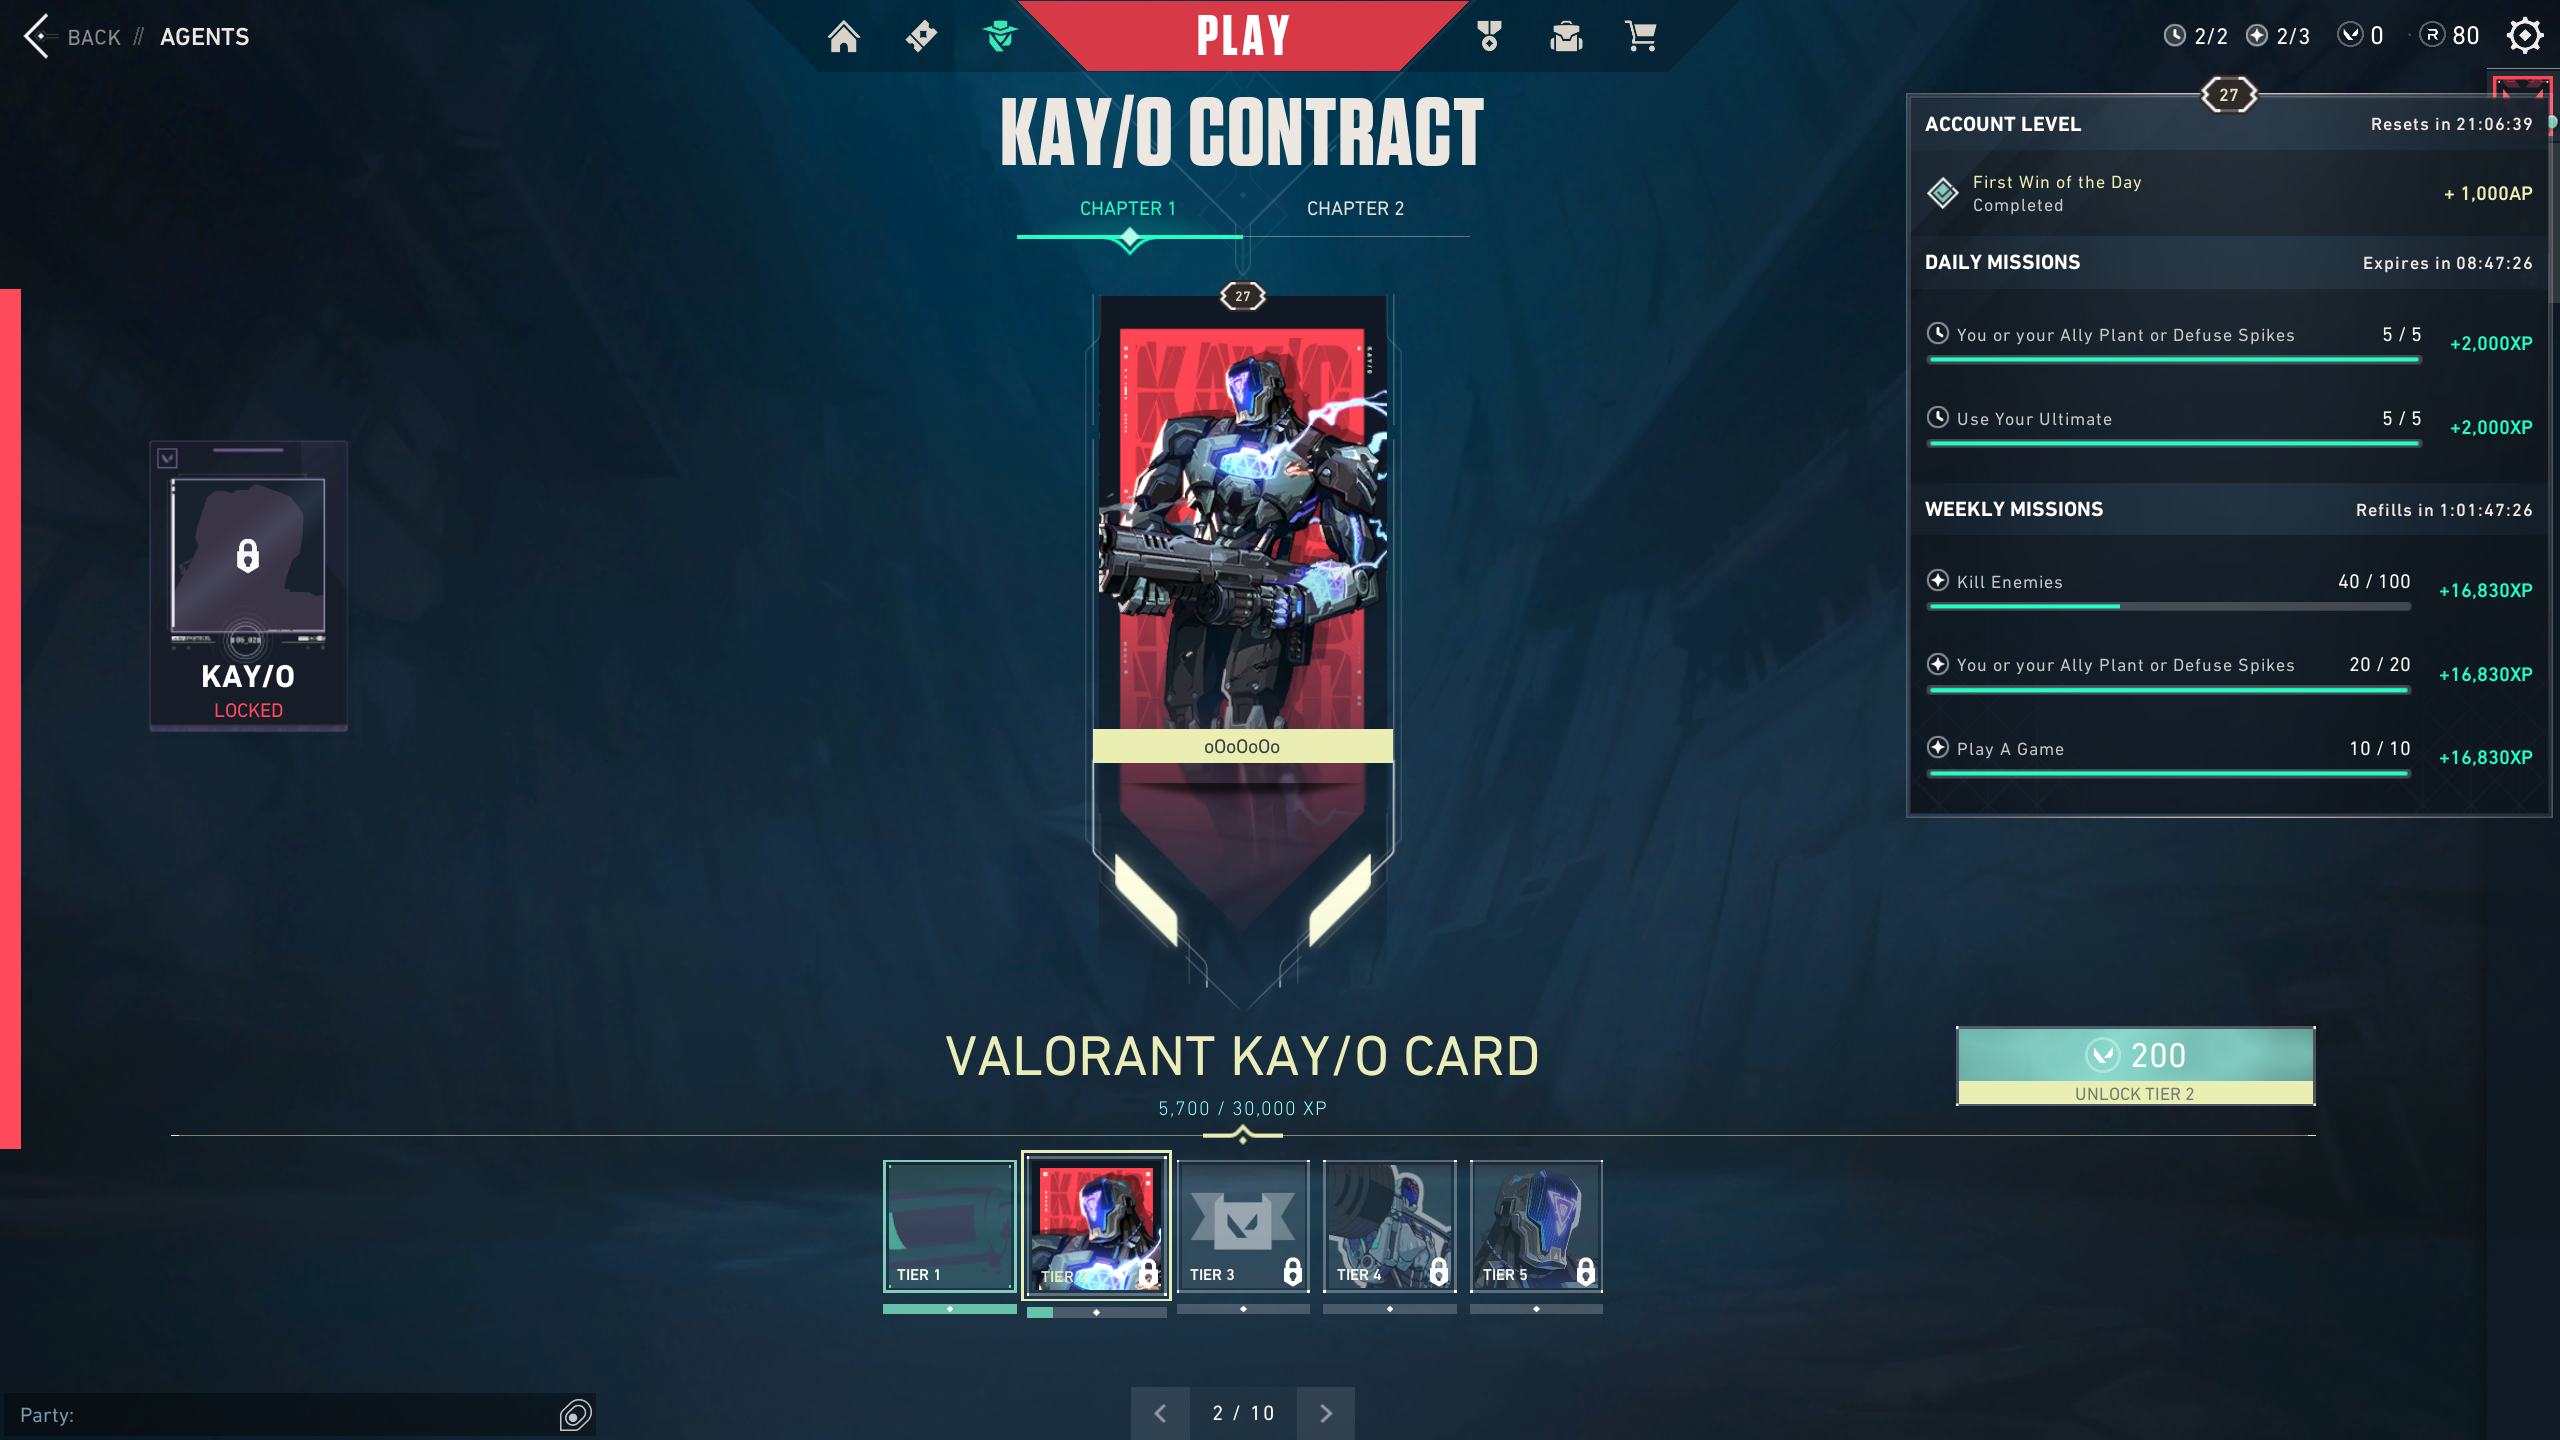 BACK // AGENTS
PLAY
2/2 2/3 0 80
KAY/O CONTRACT
CHAPTER 1 CHAPTER 2
27
oOoOoOo
KAY/O
LOCKED
27
ACCOUNT LEVEL Resets in 21:06:39
First Win of the Day
Completed
+ 1,000AP
DAILY MISSIONS Expires in 08:47:26
You or your Ally Plant or Defuse Spikes 5 / 5 +2,000XP
Use Your Ultimate 5 / 5 +2,000XP
WEEKLY MISSIONS Refills in 1:01:47:26
Kill Enemies 40 / 100 +16,830XP
You or your Ally Plant or Defuse Spikes 20 / 20 +16,830XP
Play A Game 10 / 10 +16,830XP
VALORANT KAY/O CARD
5,700 / 30,000 XP
200
UNLOCK TIER 2
TIER 1 TIER TIER 3 TIER 4 TIER 5
Party:
2 / 10